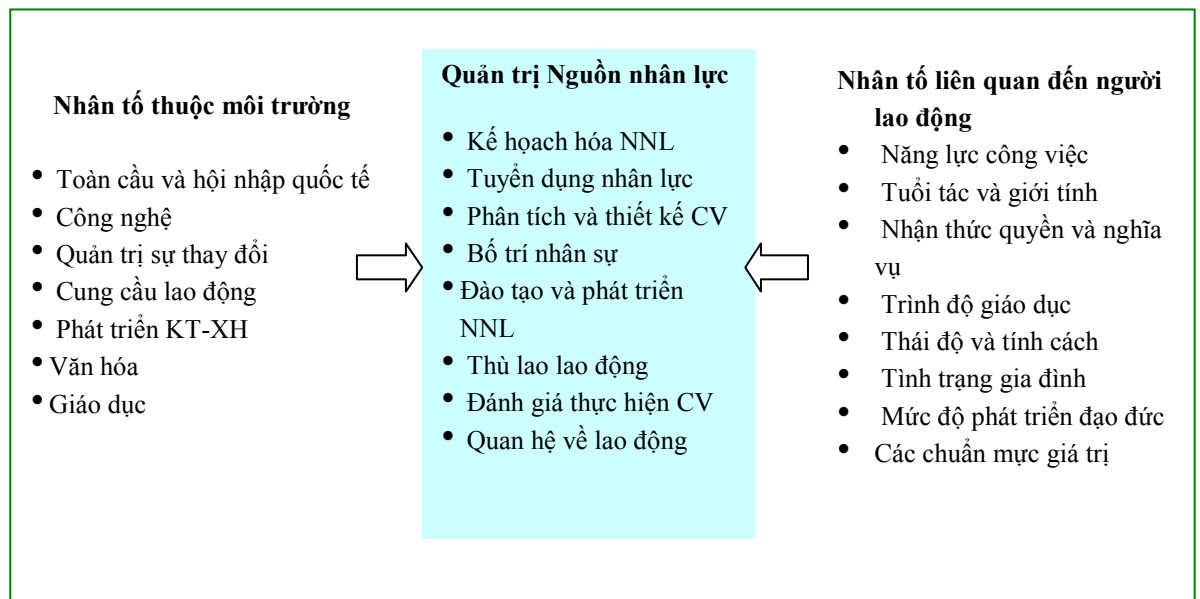 Nhân tố thuộc môi trường
• Toàn cầu và hội nhập quốc tế
• Công nghệ
• Quản trị sự thay đổi
• Cung cầu lao động
• Phát triển KT-XH
• Văn hóa
• Giáo dục
Quản trị Nguồn nhân lực
• Kế họach hóa NNL
• Tuyển dụng nhân lực
• Phân tích và thiết kế CV
• Bố trí nhân sự
• Đào tạo và phát triển
NNL
• Thù lao lao động
• Đánh giá thực hiện CV
• Quan hệ về lao động
Nhân tố liên quan đến người
lao động
• Năng lực công việc
• Tuổi tác và giới tính
• Nhận thức quyền và nghĩa
vụ
• Trình độ giáo dục
• Thái độ và tính cách
• Tình trạng gia đình
• Mức độ phát triển đạo đức
• Các chuẩn mực giá trị